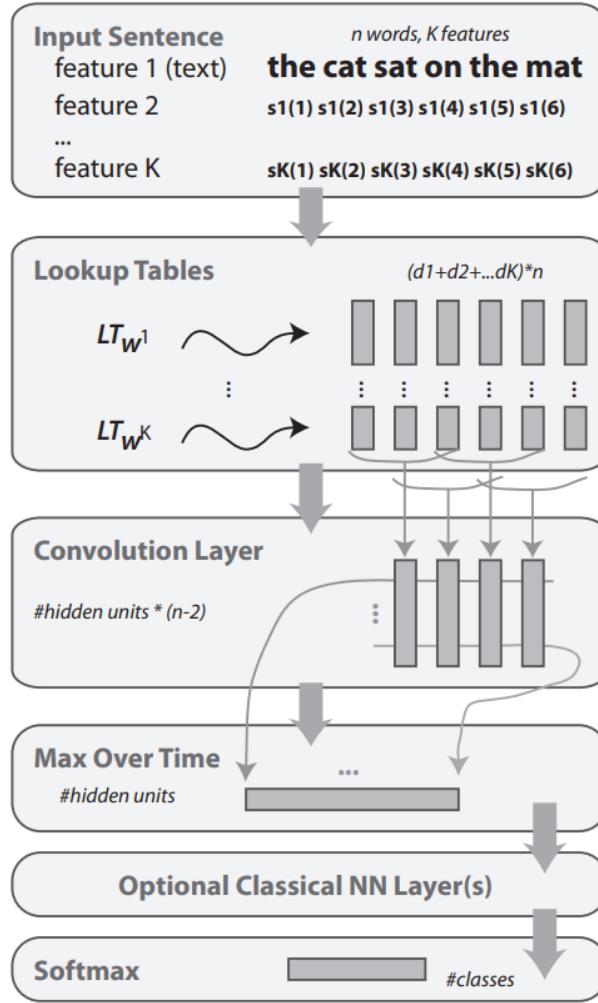 Input Sentence
n words, K features
feature 1 (text) the cat sat on the mat
feature 2 s1(1) s1(2) s1(3) s1(4) s1(5) s1(6)
...
feature K sK(1) sK(2) sK(3) sK(4) sK(5) sK(6)
Lookup Tables
(d1+d2+...dK)*n
LTW1
...
LTWK
Convolution Layer
#hidden units * (n-2)
...
Max Over Time
...
#hidden units
Optional Classical NN Layer(s)
Softmax
#classes